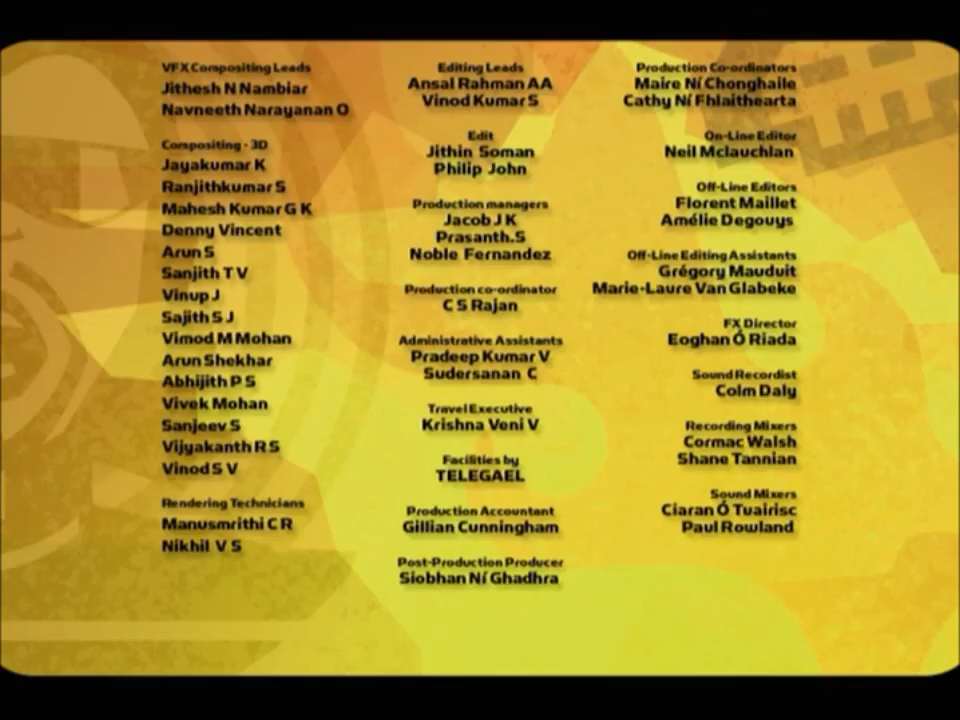 VFX Compositing Leads
Jithesh N Nambiar
Navneeth Narayanan O
Compositing - 3D
Jayakumar K
Ranjithkumar S
Mahesh Kumar G K
Denny Vincent
Arun S
Sanjith T V
Vinup J
Sajith S J
Vimod M Mohan
Arun Shekhar
Abhijith P S
Vivek Mohan
Sanjeev S
Vijyakanth R S
Vinod S V
Rendering Technicians
Manusmrithi C R
Nikhil V S
Editing Leads
Ansal Rahman AA
Vinod Kumar S
Edit
Jithin Soman
Philip John
Production managers
Jacob J K
Prasanth.S
Noble Fernandez
Production co-ordinator
C S Rajan
Administrative Assistants
Pradeep Kumar V
Sudersanan C
Travel Executive
Krishna Veni V
Facilities by
TELEGAEL
Production Accountant
Gillian Cunningham
Post-Production Producer
Siobhan Ní Ghadhra
Production Co-ordinators
Maire Ní Chonghaile
Cathy Ní Fhlaithearta
On-Line Editor
Neil Mclauchlan
Off-Line Editors
Florent Maillet
Amélie Degouys
Off-Line Editing Assistants
Grégory Mauduit
Marie-Laure Van Glabeke
FX Director
Eoghan Ó Riada
Sound Recordist
Colm Daly
Recording Mixers
Cormac Walsh
Shane Tannian
Sound Mixers
Ciaran Ó Tuairisc
Paul Rowland